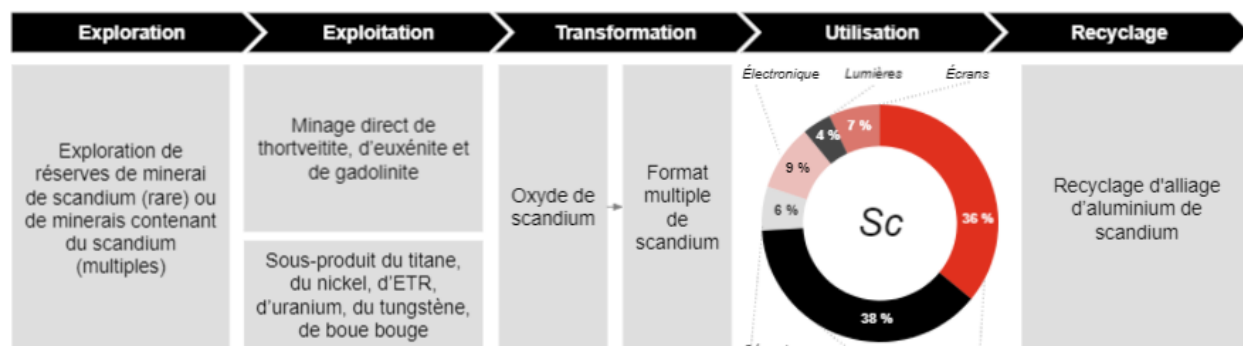 Exploration
Exploitation
Transformation
Utilisation
Recyclage
Exploration de
réserves de minerai
de scandium (rare) ou
de minerais contenant
du scandium
(multiples)
Minage direct de
thortveitite, d'euxénite et
de gadolinite
Sous-produit du titane,
du nickel, d'ETR,
d'uranium, du tungstène,
de boue bouge
Oxyde de
scandium
Format
multiple
de
scandium
Électronique
Lumières
Écrans
4 %
7 %
9 %
6 %
36 %
38 %
Sc
Recyclage d'alliage
d'aluminium de
scandium